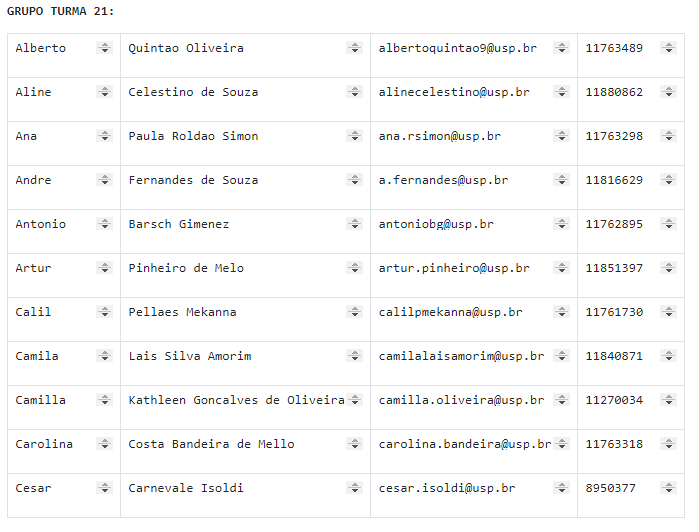 GRUPO TURMA 21:
Alberto Quintao Oliveira albertoquintao9@usp.br 11763489
Aline Celestino de Souza alinecelestino@usp.br 11880862
Ana Paula Roldao Simon ana.rsimon@usp.br 11763298
Andre Fernandes de Souza a.fernandes@usp.br 11816629
Antonio Barsch Gimenez antoniobg@usp.br 11762895
Artur Pinheiro de Melo artur.pinheiro@usp.br 11851397
Calil Pellaes Mekanna calilpmekanna@usp.br 11761730
Camila Lais Silva Amorim camilalaisamorim@usp.br 11840871
Camilla Kathleen Goncalves de Oliveira camilla.oliveira@usp.br 11270034
Carolina Costa Bandeira de Mello carolina.bandeira@usp.br 11763318
Cesar Carnevale Isoldi cesar.isoldi@usp.br 8950377